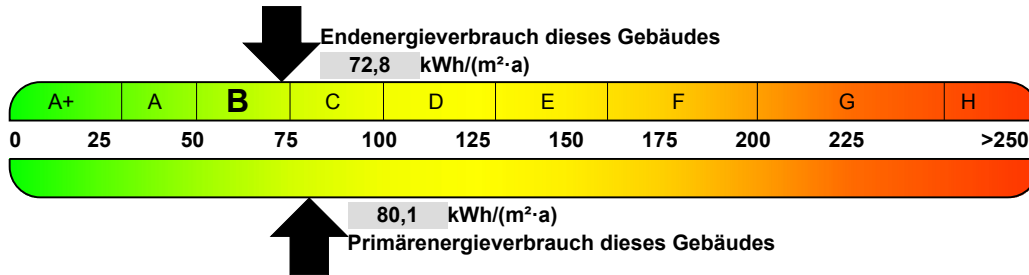 Endenergieverbrauch dieses Gebäudes
72,8 kWh/(m²·a)
A+ A B C D E F G H
0 25 50 75 100 125 150 175 200 225 >250
80,1 kWh/(m²·a)
Primärenergieverbrauch dieses Gebäudes